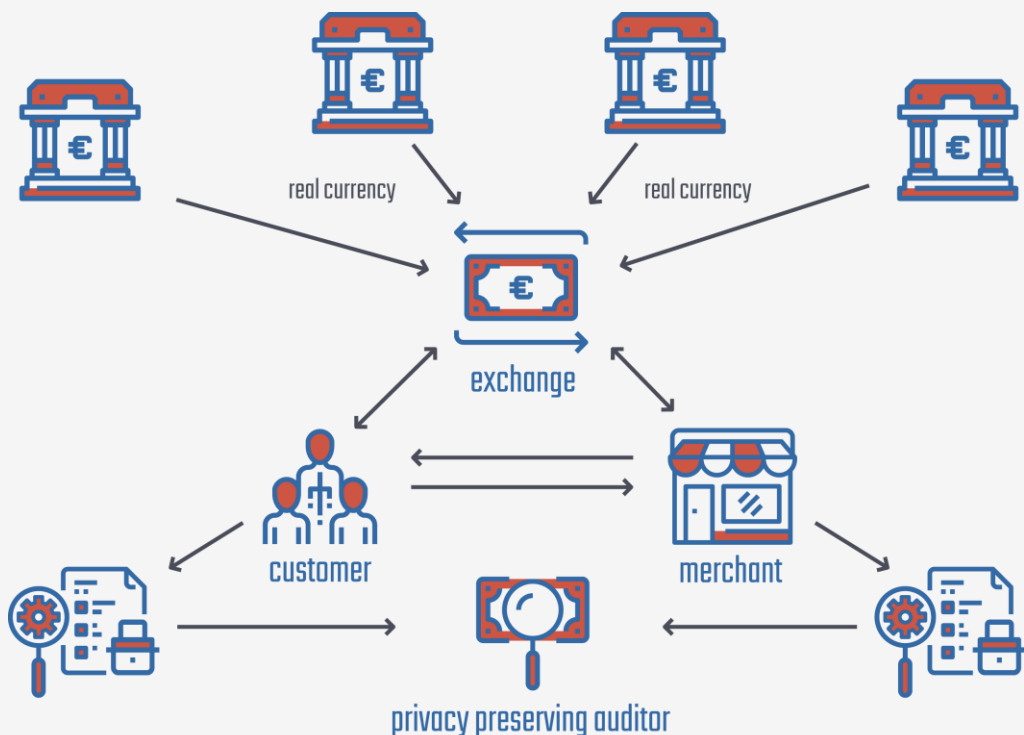 €
€
€
€
real currency
real currency
€
exchange
customer
merchant
privacy preserving auditor